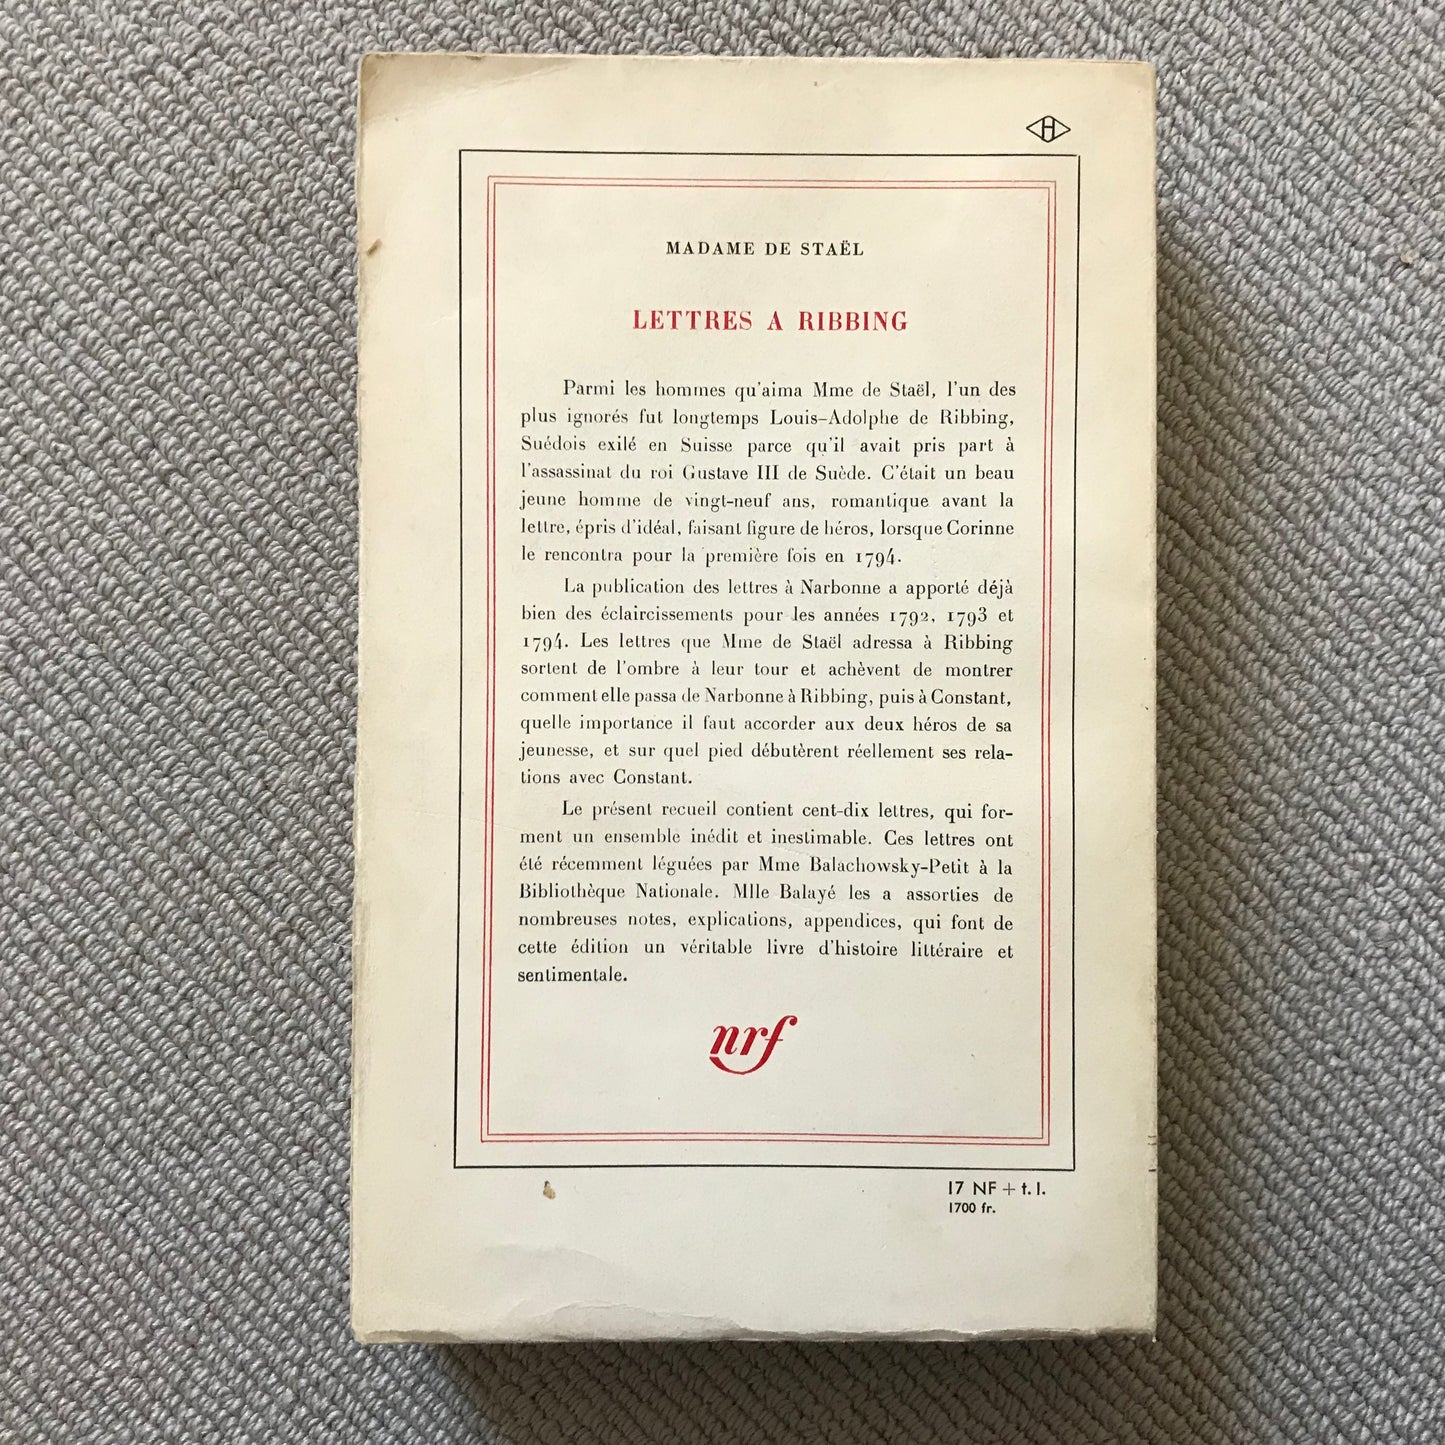 H
MADAME DE STAËL
LETTRES A RIBBING
Parmi les hommes qu'aima Mme de Staël, l'un des
plus ignorés fut longtemps Louis-Adolphe de Ribbing,
Suédois exilé en Suisse parce qu'il avait pris part à
l'assassinat du roi Gustave III de Suède. C'était un beau
jeune homme de vingt-neuf ans, romantique avant la
lettre, épris d'idéal, faisant figure de héros, lorsque Corinne
le rencontra pour la première fois en 1794.
La publication des lettres à Narbonne a apporté déjà
bien des éclaircissements pour les années 1792, 1793 et
1794. Les lettres que Mme de Staël adressa à Ribbing
sortent de l'ombre à leur tour et achèvent de montrer
comment elle passa de Narbonne à Ribbing, puis à Constant,
quelle importance il faut accorder aux deux héros de sa
jeunesse, et sur quel pied débutèrent réellement ses rela-
tions avec Constant.
Le présent recueil contient cent-dix lettres, qui for-
ment un ensemble inédit et inestimable. Ces lettres ont
été récemment léguées par Mme Balachowsky-Petit à la
Bibliothèque Nationale. Mlle Balayé les a assorties de
nombreuses notes, explications, appendices, qui font de
cette édition un véritable livre d'histoire littéraire et
sentimentale.
nrf
17 NF + t. l.
1700 fr.